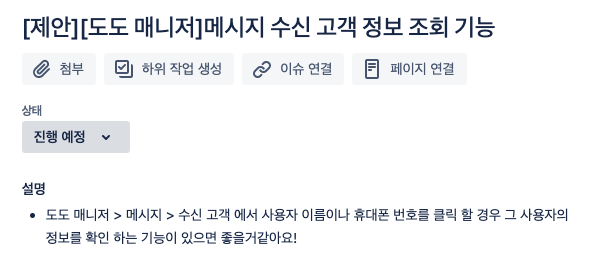 [제안][도도 매니저]메시지 수신 고객 정보 조회 기능
첨부 하위 작업 생성 이슈 연결 페이지 연결
상태
진행 예정
설명
• 도도 매니저 > 메시지 > 수신 고객 에서 사용자 이름이나 휴대폰 번호를 클릭 할 경우 그 사용자의
정보를 확인 하는 기능이 있으면 좋을거같아요!